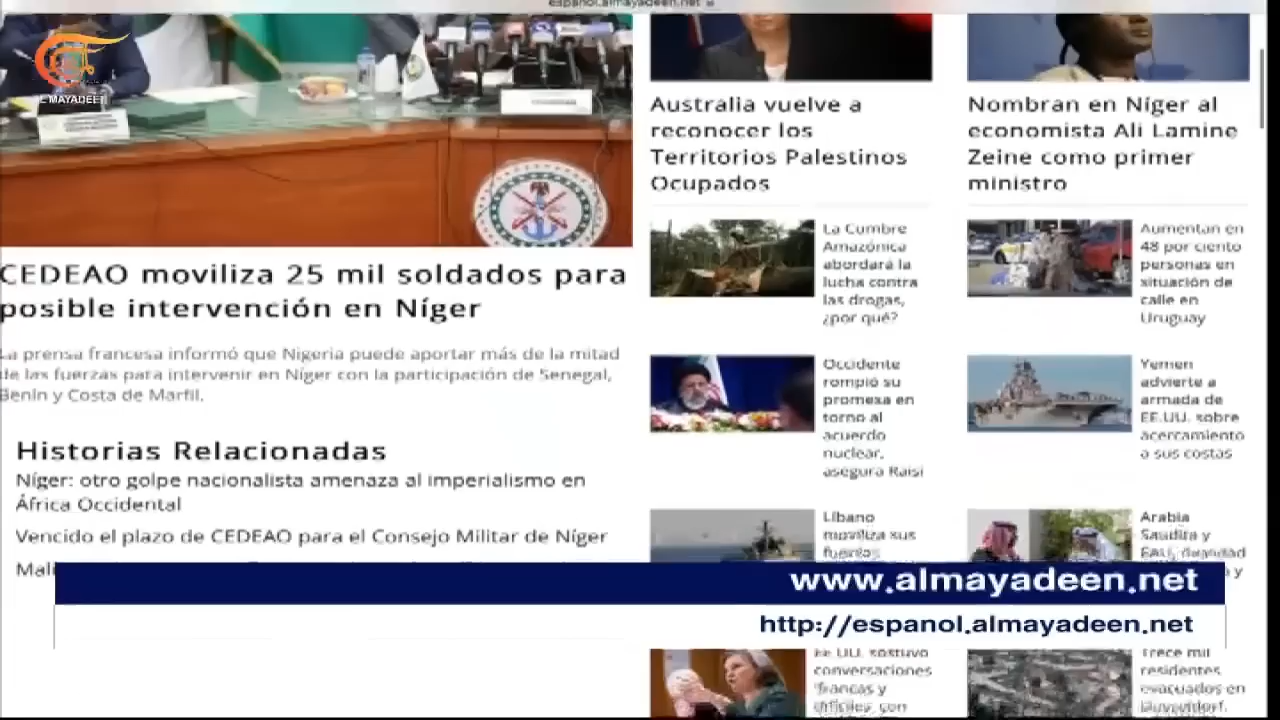 espanol.almayadeen.net
AL MAYADEEN
CEDEAO moviliza 25 mil soldados para
posible intervención en Níger
La prensa francesa informó que Nigeria puede aportar más de la mitad
de las fuerzas para intervenir en Níger con la participación de Senegal,
Benín y Costa de Marfil.
Historias Relacionadas
Níger: otro golpe nacionalista amenaza al imperialismo en
África Occidental
Vencido el plazo de CEDEAO para el Consejo Militar de Níger
Australia vuelve a
reconocer los
Territorios Palestinos
Ocupados
La Cumbre
Amazónica
abordará la
lucha contra
las drogas,
¿por qué?
Occidente
rompió su
promesa en
torno al
acuerdo
nuclear,
asegura Raisi
Líbano
moviliza sus
fuerzas
EE.UU. sostuvo
conversaciones
"francas y
difíciles" con
Nombran en Níger al
economista Ali Lamine
Zeine como primer
ministro
Aumentan en
48 por ciento
personas en
situación de
calle en
Uruguay
Yemen
advierte a
armada de
EE.UU. sobre
acercamiento
a sus costas
Arabia
Saudita y
EAU,
y
Trece mil
residentes
evacuados en
Dusseldorf,
www.almayadeen.net
http://espanol.almayadeen.net